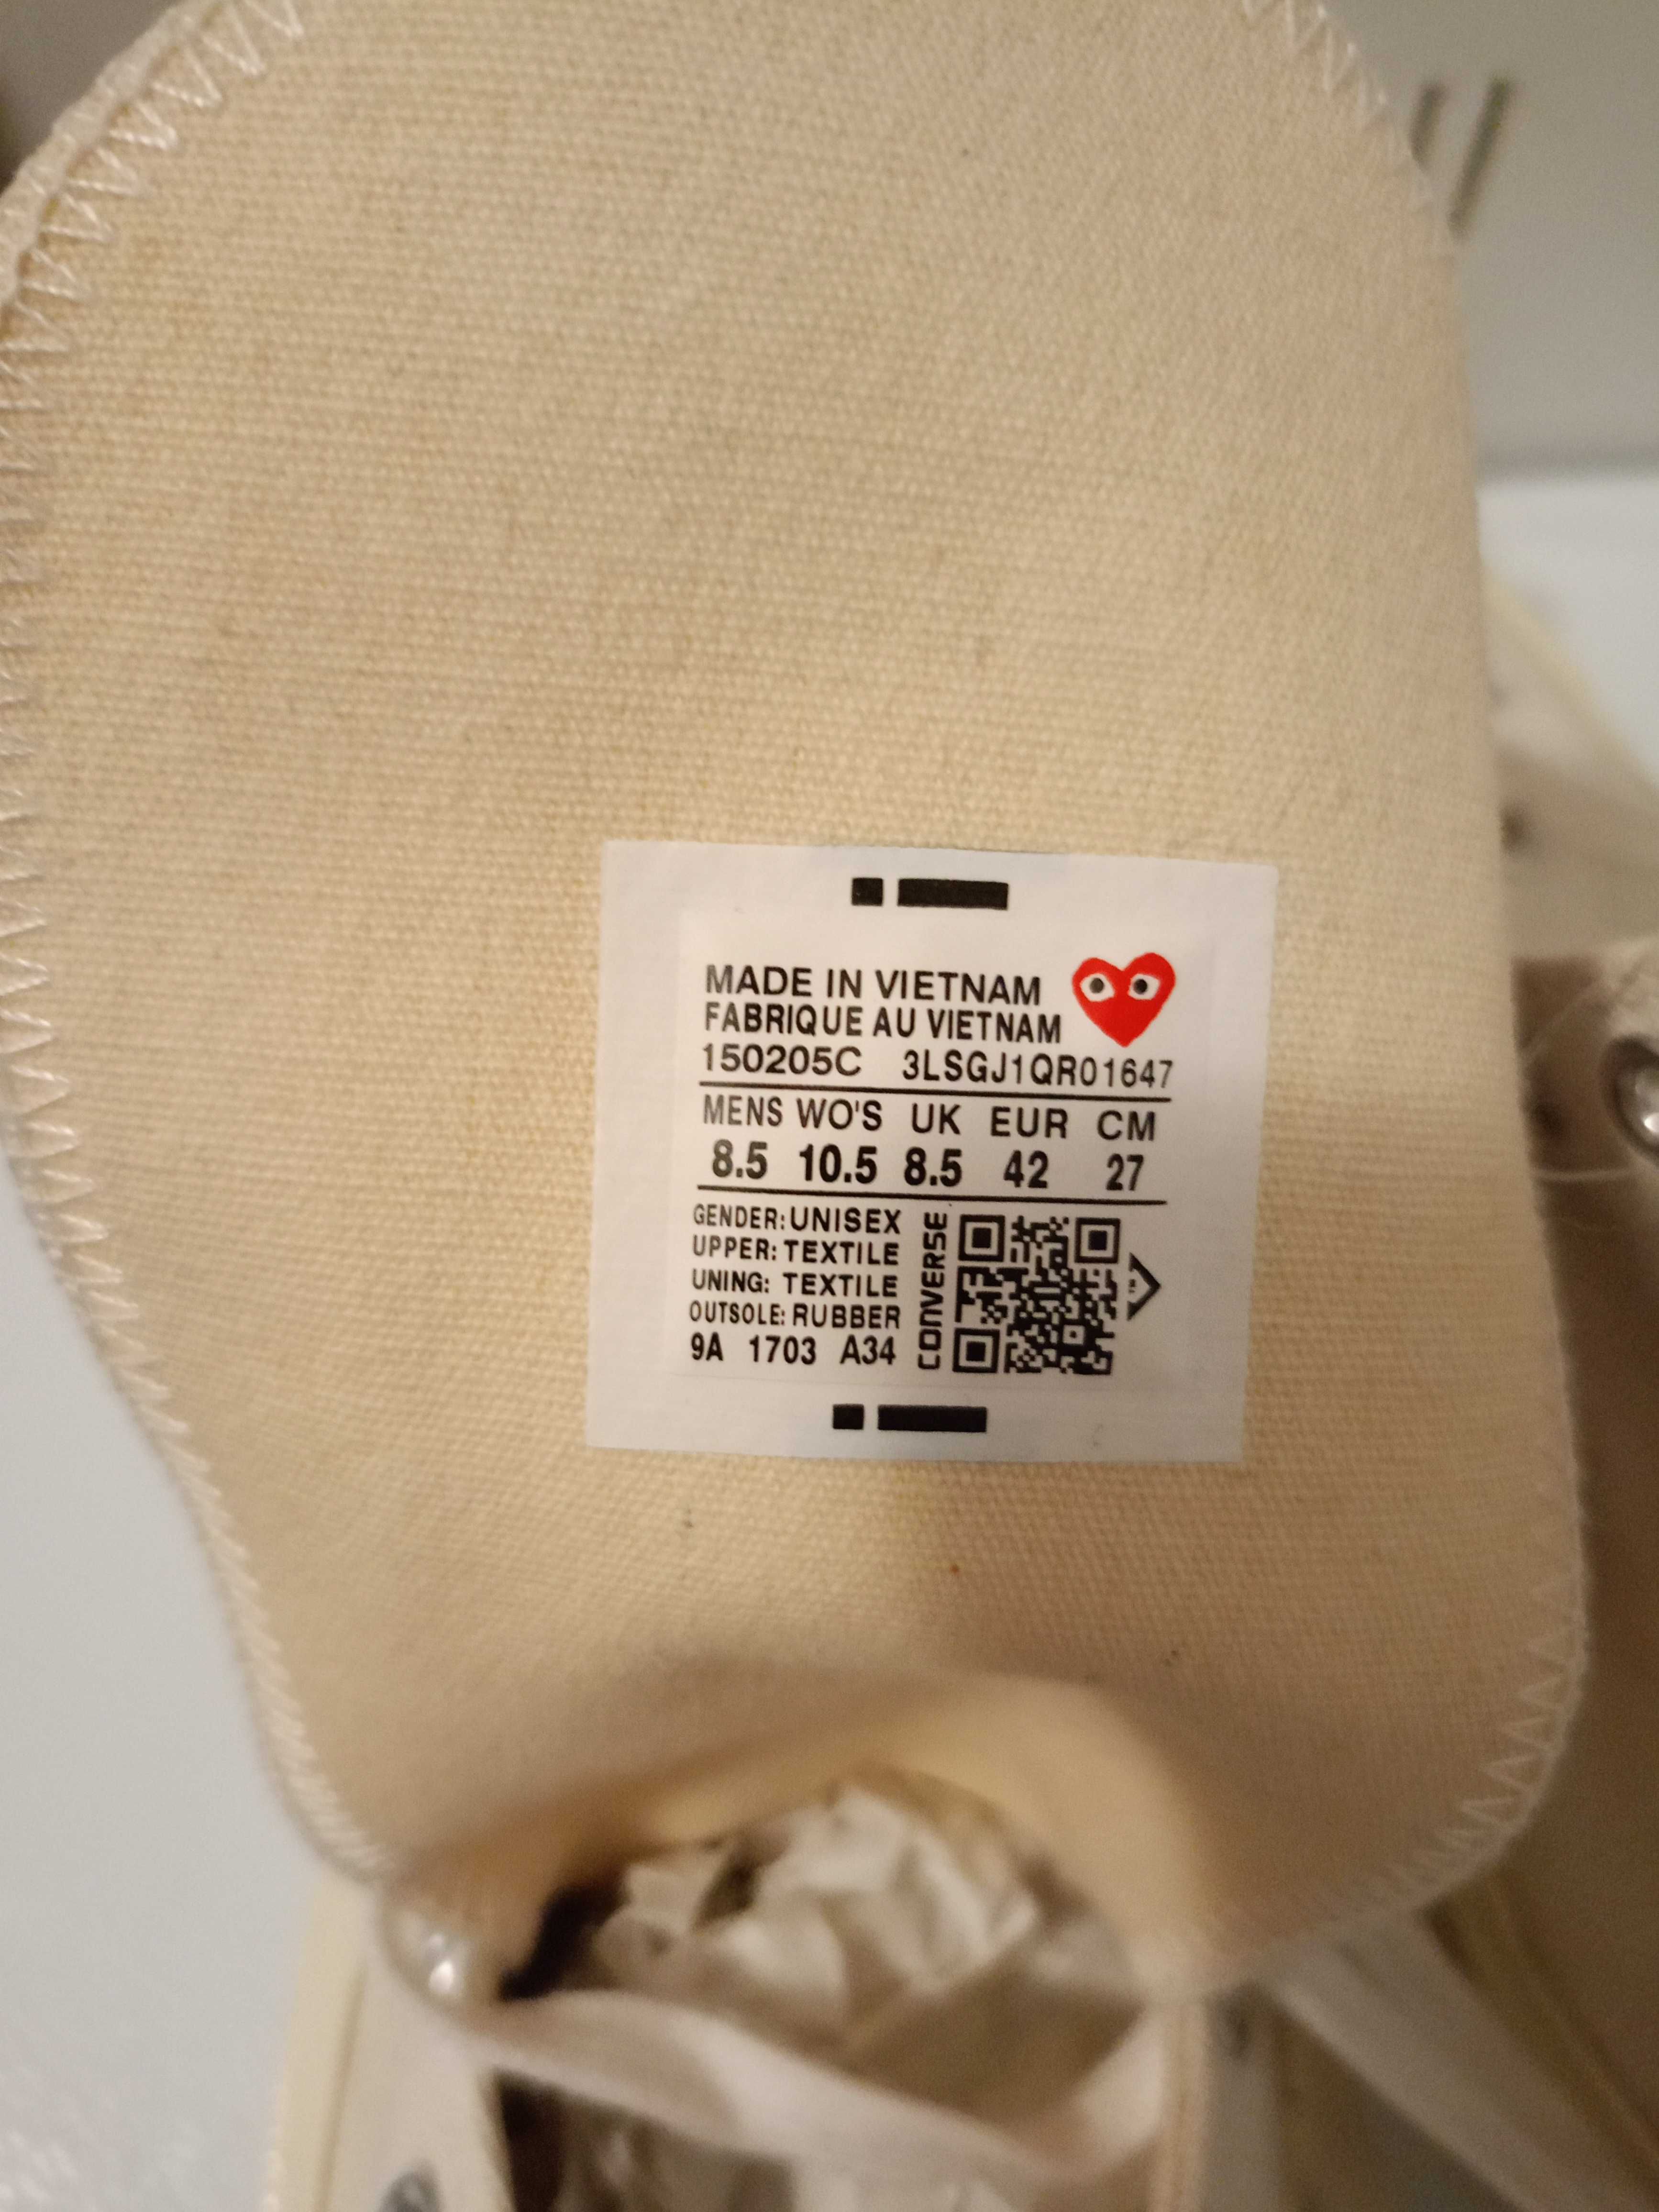 MADE IN VIETNAM
FABRIQUE AU VIETNAM
150205C 3LSGJ1QR01647
MENS WO'S UK EUR CM
8.5 10.5 8.5 42 27
GENDER: UNISEX
UPPER: TEXTILE
UNING: TEXTILE
OUTSOLE: RUBBER
9A 1703 A34
CONVERSE